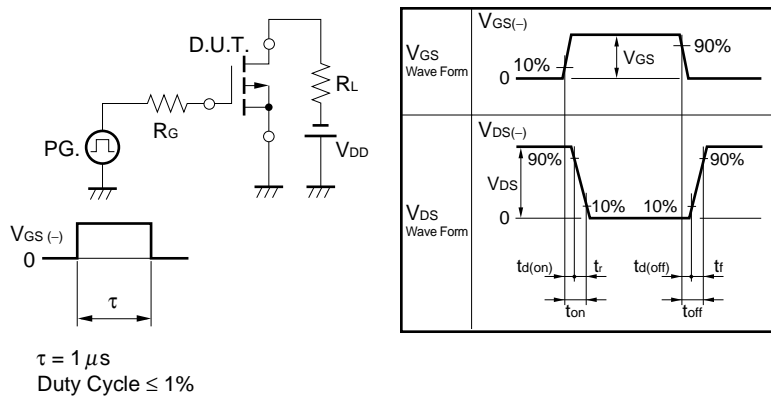 D.U.T.
RL
RG
PG.
VDD
VGS (−)
0
τ
τ = 1 μs
Duty Cycle ≤ 1%
VGS
Wave Form
VGS(−)
10%
VGS
90%
0
VDS
Wave Form
VDS(−)
90%
90%
VDS
10%
10%
0
td(on)
tr
td(off)
tf
ton
toff